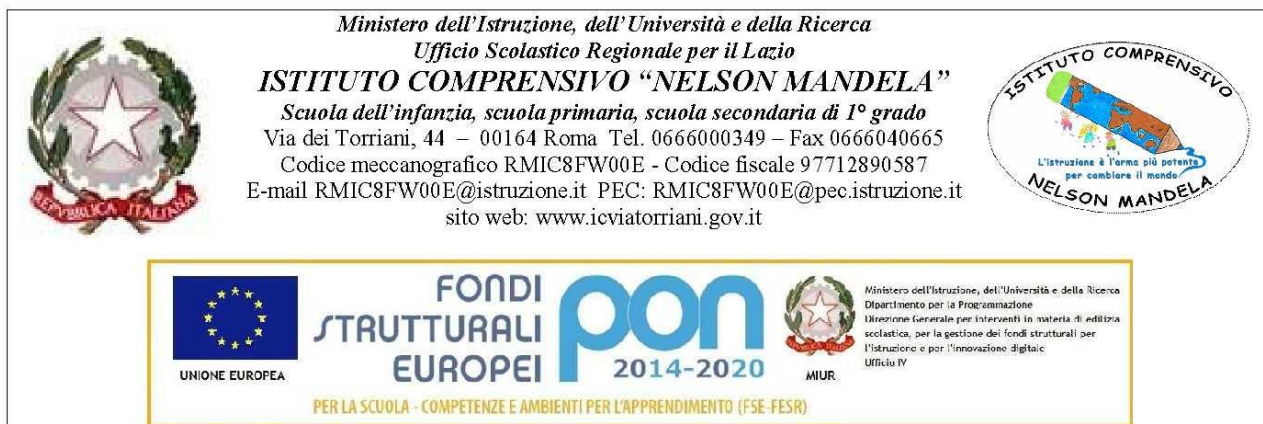 Ministero dell'Istruzione, dell'Università e della Ricerca
Ufficio Scolastico Regionale per il Lazio
ISTITUTO COMPRENSIVO “NELSON MANDELA”
Scuola dell'infanzia, scuola primaria, scuola secondaria di 1° grado
Via dei Torriani, 44 – 00164 Roma Tel. 0666000349 – Fax 0666040665
Codice meccanografico RMIC8FW00E - Codice fiscale 97712890587
E-mail RMIC8FW00E@istruzione.it PEC: RMIC8FW00E@pec.istruzione.it
sito web: www.icviatorriani.gov.it
REPVBBLICA ITALIANA
ISTITUTO COMPRENSIVO
L'istruzione è l'arma più potente
per cambiare il mondo
NELSON MANDELA
UNIONE EUROPEA
FONDI
STRUTTURALI
EUROPEI
pon
2014-2020
MIUR
Ministero dell'Istruzione, dell'Università e della Ricerca
Dipartimento per la Programmazione
Direzione Generale per interventi in materia di edilizia
scolastica, per la gestione dei fondi strutturali per
l'istruzione e per l'innovazione digitale
Ufficio IV
PER LA SCUOLA - COMPETENZE E AMBIENTI PER L'APPRENDIMENTO (FSE-FESR)